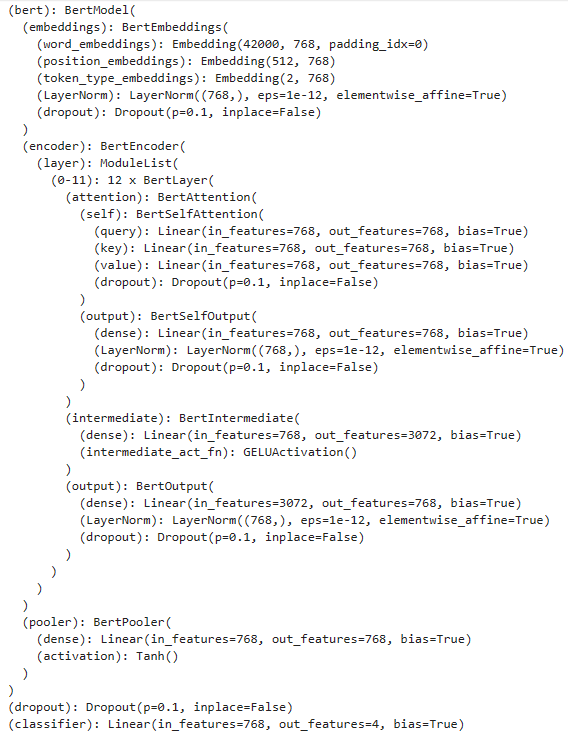 (bert): BertModel(
  (embeddings): BertEmbeddings(
    (word_embeddings): Embedding(42000, 768, padding_idx=0)
    (position_embeddings): Embedding(512, 768)
    (token_type_embeddings): Embedding(2, 768)
    (LayerNorm): LayerNorm((768,), eps=1e-12, elementwise_affine=True)
    (dropout): Dropout(p=0.1, inplace=False)
  )
  (encoder): BertEncoder(
    (layer): ModuleList(
      (0-11): 12 x BertLayer(
        (attention): BertAttention(
          (self): BertSelfAttention(
            (query): Linear(in_features=768, out_features=768, bias=True)
            (key): Linear(in_features=768, out_features=768, bias=True)
            (value): Linear(in_features=768, out_features=768, bias=True)
            (dropout): Dropout(p=0.1, inplace=False)
          )
          (output): BertSelfOutput(
            (dense): Linear(in_features=768, out_features=768, bias=True)
            (LayerNorm): LayerNorm((768,), eps=1e-12, elementwise_affine=True)
            (dropout): Dropout(p=0.1, inplace=False)
          )
        )
        (intermediate): BertIntermediate(
          (dense): Linear(in_features=768, out_features=3072, bias=True)
          (intermediate_act_fn): GELUActivation()
        )
        (output): BertOutput(
          (dense): Linear(in_features=3072, out_features=768, bias=True)
          (LayerNorm): LayerNorm((768,), eps=1e-12, elementwise_affine=True)
          (dropout): Dropout(p=0.1, inplace=False)
        )
      )
    )
  )
  (pooler): BertPooler(
    (dense): Linear(in_features=768, out_features=768, bias=True)
    (activation): Tanh()
  )
)
(dropout): Dropout(p=0.1, inplace=False)
(classifier): Linear(in_features=768, out_features=4, bias=True)